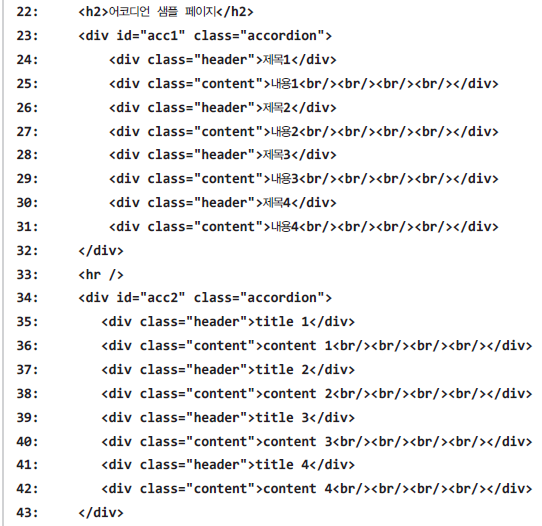 22:     <h2>어코디언 샘플 페이지</h2>
23:     <div id="acc1" class="accordion">
24:         <div class="header">제목1</div>
25:         <div class="content">내용1<br/><br/><br/><br/></div>
26:         <div class="header">제목2</div>
27:         <div class="content">내용2<br/><br/><br/><br/></div>
28:         <div class="header">제목3</div>
29:         <div class="content">내용3<br/><br/><br/><br/></div>
30:         <div class="header">제목4</div>
31:         <div class="content">내용4<br/><br/><br/><br/></div>
32:     </div>
33:     <hr />
34:     <div id="acc2" class="accordion">
35:        <div class="header">title 1</div>
36:        <div class="content">content 1<br/><br/><br/><br/></div>
37:        <div class="header">title 2</div>
38:        <div class="content">content 2<br/><br/><br/><br/></div>
39:        <div class="header">title 3</div>
40:        <div class="content">content 3<br/><br/><br/><br/></div>
41:        <div class="header">title 4</div>
42:        <div class="content">content 4<br/><br/><br/><br/></div>
43:     </div>